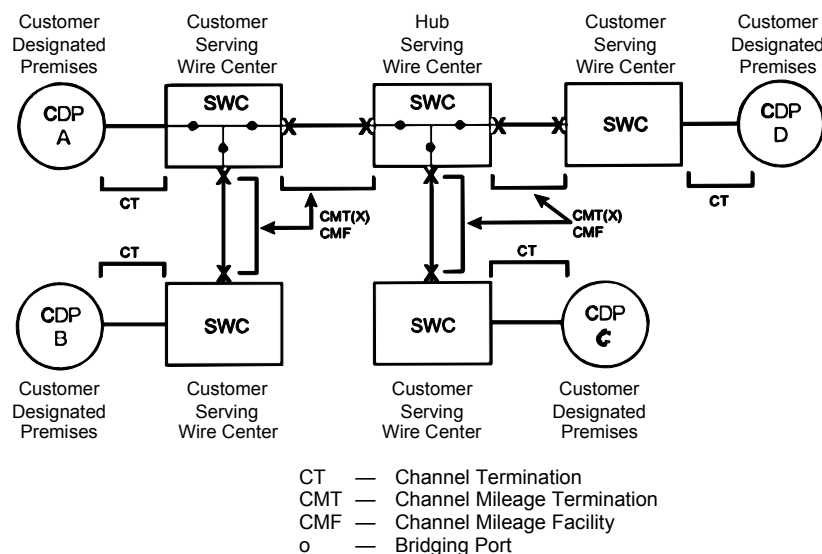 Customer
Designated
Premises
Customer
Serving
Wire Center
Hub
Serving
Wire Center
Customer
Serving
Wire Center
Customer
Designated
Premises
CDP
A
SWC
SWC
SWC
CDP
D
CT
CMT(X)
CMF
CMT(X)
CMF
CT
CT
CT
CDP
B
SWC
SWC
CDP
C
Customer
Designated
Premises
Customer
Serving
Wire Center
Customer
Serving
Wire Center
Customer
Designated
Premises
CT — Channel Termination
CMT — Channel Mileage Termination
CMF — Channel Mileage Facility
o — Bridging Port